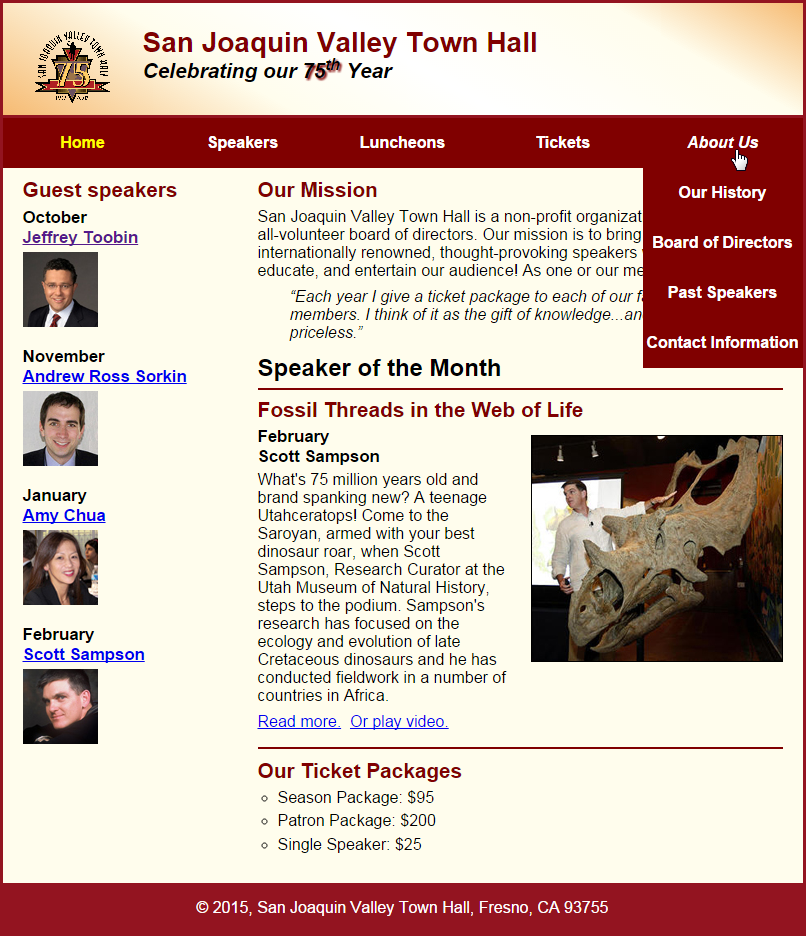 SAN JOAQUIN VALLEY TOWN HALL
75
San Joaquin Valley Town Hall
Celebrating our 75th Year
Home Speakers Luncheons Tickets About Us
Our History
Board of Directors
Past Speakers
Contact Information
Guest speakers
October
Jeffrey Toobin
November
Andrew Ross Sorkin
January
Amy Chua
February
Scott Sampson
Our Mission
San Joaquin Valley Town Hall is a non-profit
all-volunteer board of directors. Our mission is to bring
internationally renowned, thought-provoking speakers
educate, and entertain our audience! As one or our
“Each year I give a ticket package to each of our
members. I think of it as the gift of knowledge...
priceless.”
Speaker of the Month
Fossil Threads in the Web of Life
February
Scott Sampson
What's 75 million years old and
brand spanking new? A teenage
Utahceratops! Come to the
Saroyan, armed with your best
dinosaur roar, when Scott
Sampson, Research Curator at the
Utah Museum of Natural History,
steps to the podium. Sampson's
research has focused on the
ecology and evolution of late
Cretaceous dinosaurs and he has
conducted fieldwork in a number of
countries in Africa.
Read more. Or play video.
Our Ticket Packages
Season Package: $95
Patron Package: $200
Single Speaker: $25
© 2015, San Joaquin Valley Town Hall, Fresno, CA 93755